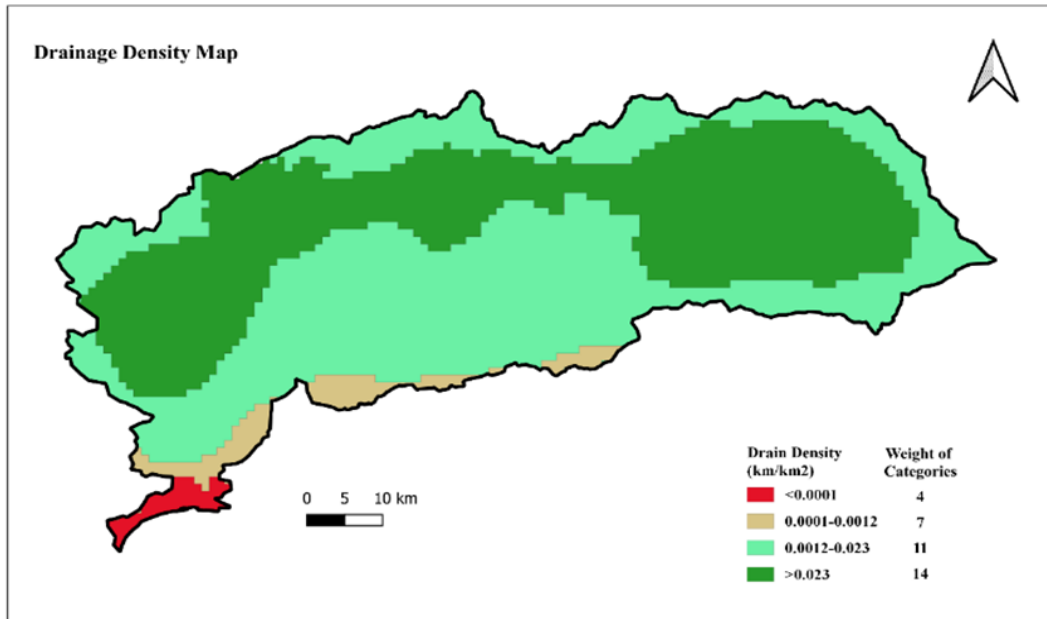 Drainage Density Map
0 5 10 km
Drain Density Weight of
(km/km2) Categories
<0.0001 4
0.0001-0.0012 7
0.0012-0.023 11
>0.023 14